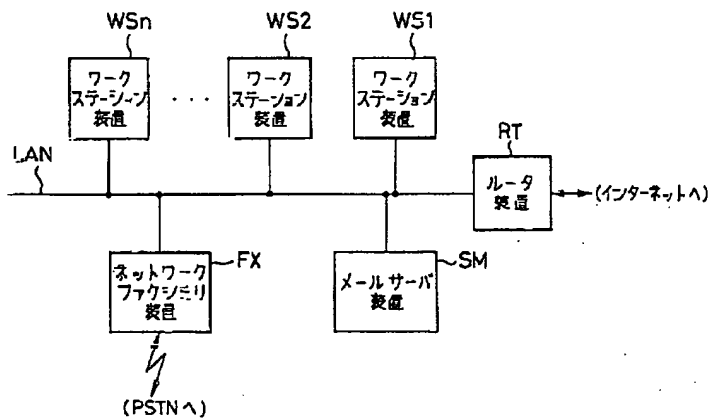 WSn
WS2
WS1
ワーク
ステーション
装置
. . .
ワーク
ステーション
装置
ワーク
ステーション
装置
RT
LAN
ルータ
装置
(インターネットへ)
ネットワーク
ファクシミリ
装置
FX
メールサーバ
装置
SM
(PSTNへ)